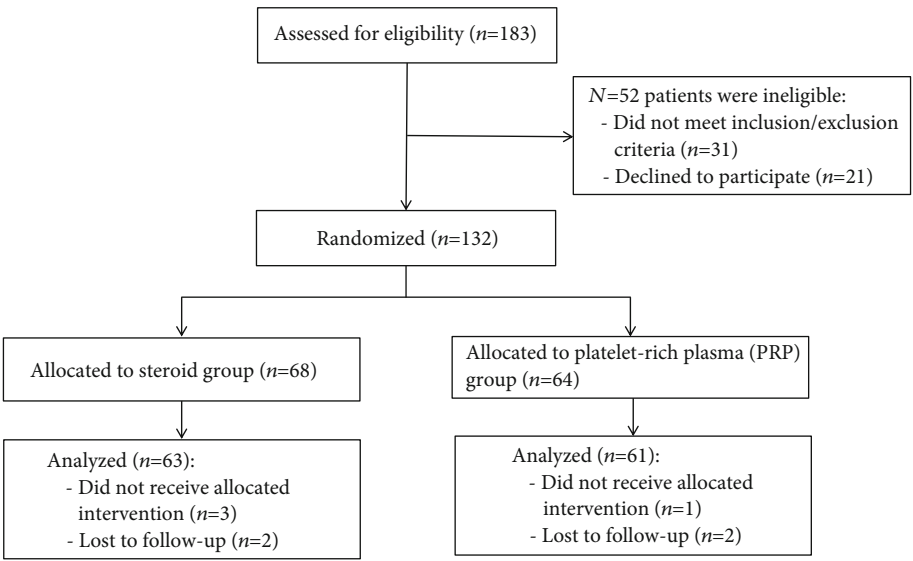 Assessed for eligibility (n=183)
N=52 patients were ineligible:
- Did not meet inclusion/exclusion
criteria (n=31)
- Declined to participate (n=21)
Randomized (n=132)
Allocated to steroid group (n=68)
Allocated to platelet-rich plasma (PRP)
group (n=64)
Analyzed (n=63):
- Did not receive allocated
intervention (n=3)
- Lost to follow-up (n=2)
Analyzed (n=61):
- Did not receive allocated
intervention (n=1)
- Lost to follow-up (n=2)